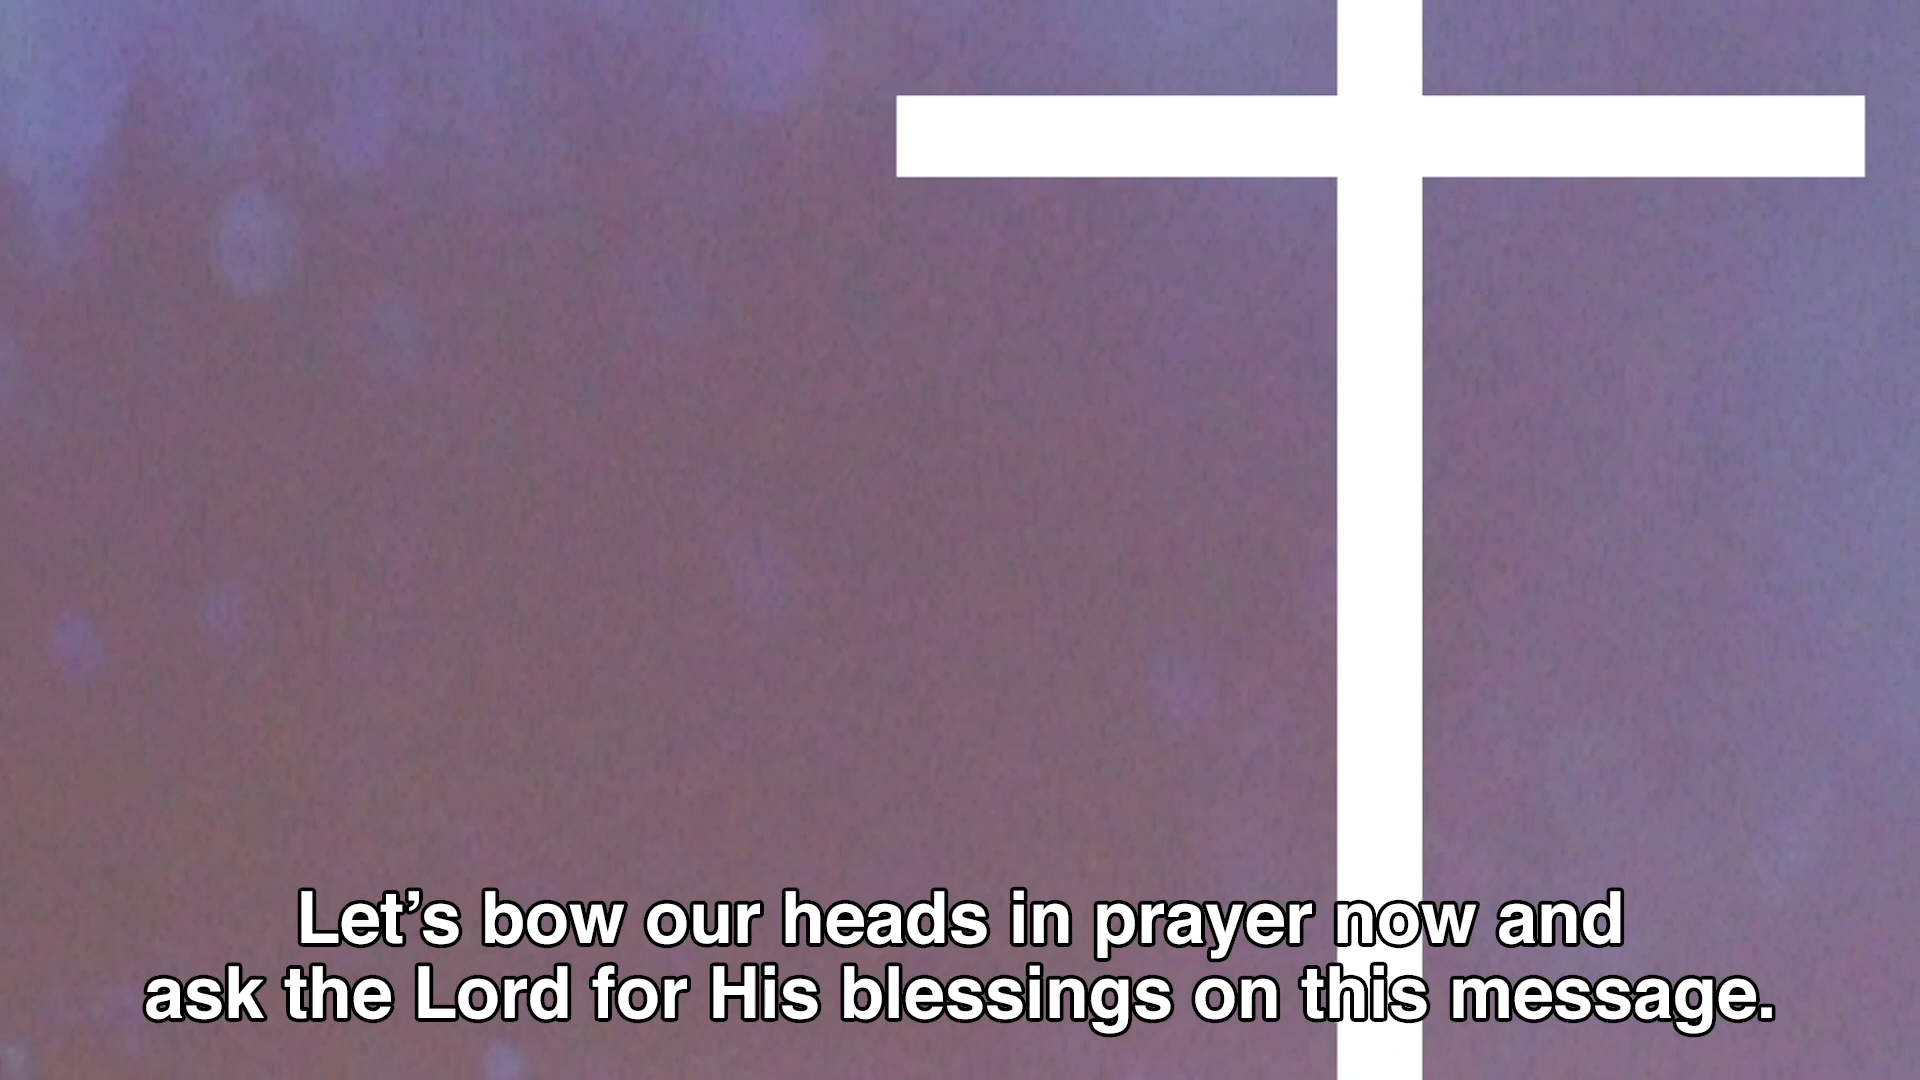 Let’s bow our heads in prayer now and
ask the Lord for His blessings on this message.